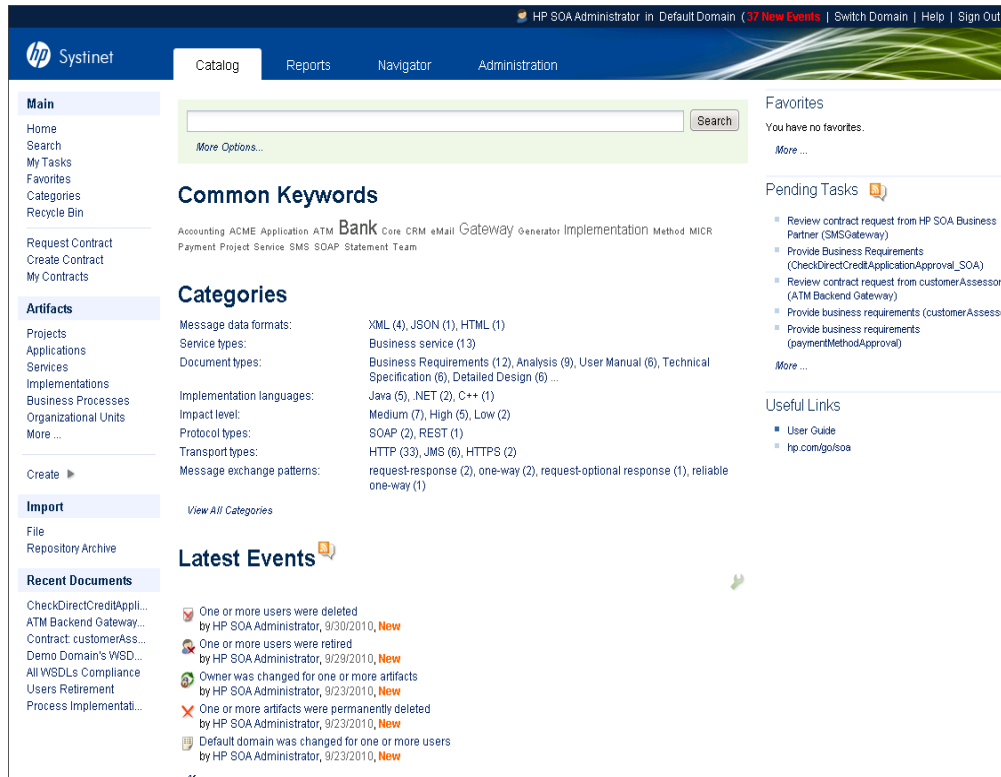 HP SOA Administrator in Default Domain (37 New Events | Switch Domain | Help | Sign Out
hp Systinet
Catalog Reports Navigator Administration
Main
Home
Search
My Tasks
Favorites
Categories
Recycle Bin
Request Contract
Create Contract
My Contracts
Artifacts
Projects
Applications
Services
Implementations
Business Processes
Organizational Units
More ...
Create
Import
File
Repository Archive
Recent Documents
CheckDirectCreditAppli...
ATM Backend Gateway...
Contract: customerAss...
Demo Domain's WSD...
All WSDLs Compliance
Users Retirement
Process Implementati...
Search
More Options...
Common Keywords
Accounting ACME Application ATM Bank Core CRM eMail Gateway Generator Implementation Method MICR
Payment Project Service SMS SOAP Statement Team
Categories
Message data formats: XML (4), JSON (1), HTML (1)
Service types: Business service (13)
Document types: Business Requirements (12), Analysis (9), User Manual (6), Technical
Specification (6), Detailed Design (6) ...
Implementation languages: Java (5), .NET (2), C++ (1)
Impact level: Medium (7), High (5), Low (2)
Protocol types: SOAP (2), REST (1)
Transport types: HTTP (33), JMS (6), HTTPS (2)
Message exchange patterns: request-response (2), one-way (2), request-optional response (1), reliable
one-way (1)
View All Categories
Latest Events
One or more users were deleted
by HP SOA Administrator, 9/30/2010, New
One or more users were retired
by HP SOA Administrator, 9/29/2010, New
Owner was changed for one or more artifacts
by HP SOA Administrator, 9/23/2010, New
One or more artifacts were permanently deleted
by HP SOA Administrator, 9/23/2010, New
Default domain was changed for one or more users
by HP SOA Administrator, 9/23/2010, New
Favorites
You have no favorites.
More ...
Pending Tasks
Review contract request from HP SOA Business
Partner (SMSGateway)
Provide Business Requirements
(CheckDirectCreditApplicationApproval_SOA)
Review contract request from customerAssessor
(ATM Backend Gateway)
Provide business requirements (customerAssess
Provide business requirements
(paymentMethodApproval)
More ...
Useful Links
User Guide
hp.com/go/soa